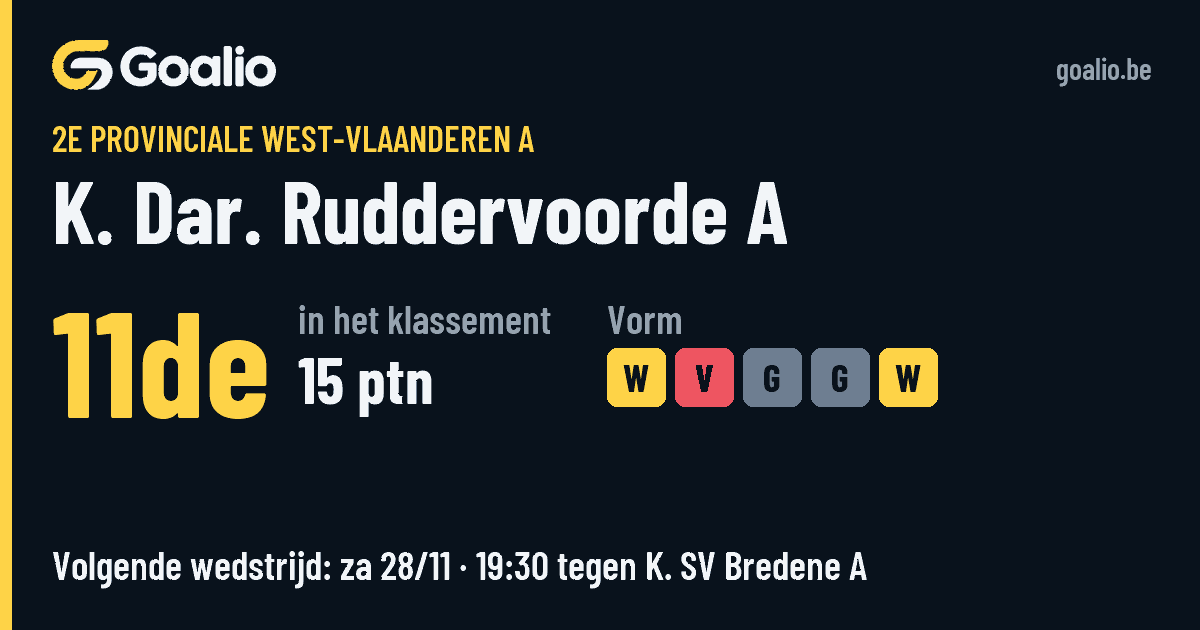 Goalio
goalio.be
2E PROVINCIALE WEST-VLAANDEREN A
K. Dar. Ruddervoorde A
11de
in het klassement
15 ptn
Vorm
W V G G W
Volgende wedstrijd: za 28/11 · 19:30 tegen K. SV Bredene A